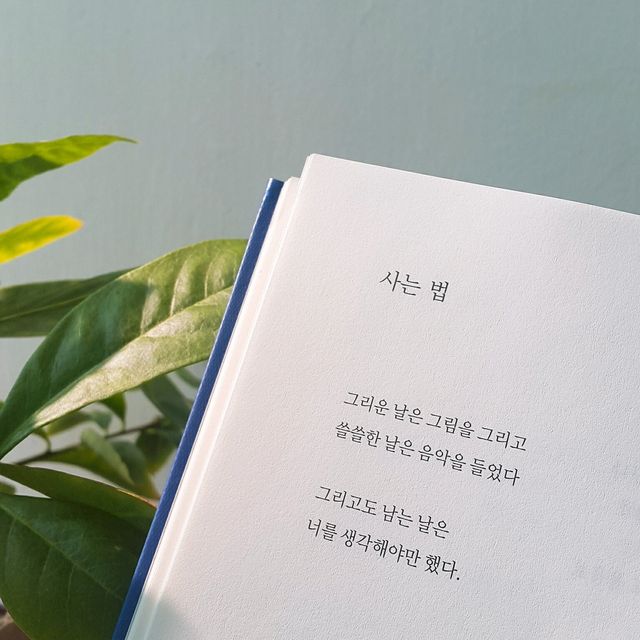 사는 법
그리운 날은 그림을 그리고
쓸쓸한 날은 음악을 들었다
그리고도 남는 날은
너를 생각해야만 했다.